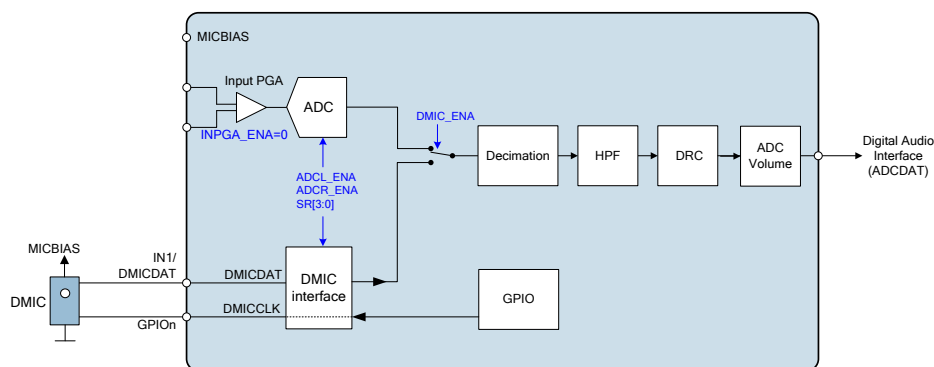 MICBIAS
Input PGA
ADC
INPGA_ENA=0
DMIC_ENA
Decimation
HPF
DRC
ADC
Volume
Digital Audio
Interface
(ADCDAT)
ADCL_ENA
ADCR_ENA
SR[3:0]
MICBIAS
IN1/
DMICDAT
DMICDAT
DMIC
interface
DMIC
GPIO
DMICCLK
GPIOn